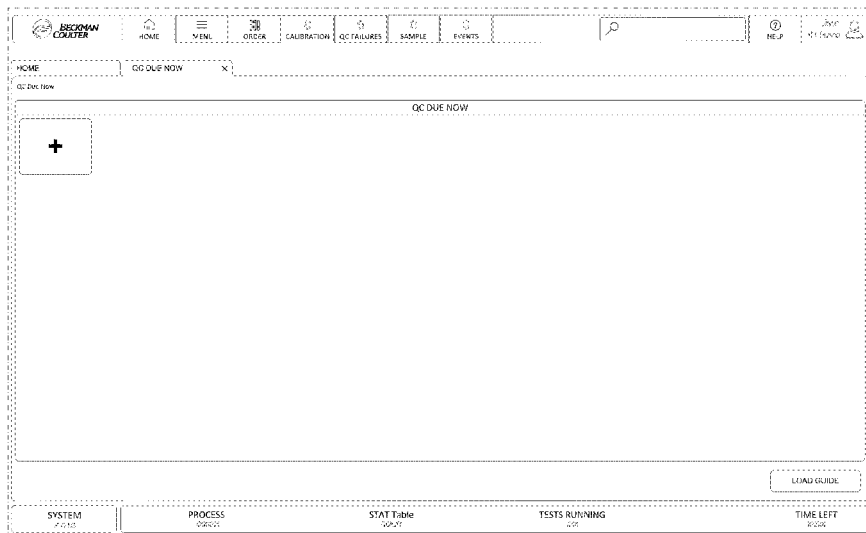 BECKMAN
COULTER
HOME
MENU
ORDER
CALIBRATION
QC FAILURES
SAMPLE
EVENTS
HELP
HOME
QC DUE NOW X
QC Due Now
QC DUE NOW
+
LOAD GUIDE
SYSTEM
PROCESS
STAT Table
TESTS RUNNING
TIME LEFT